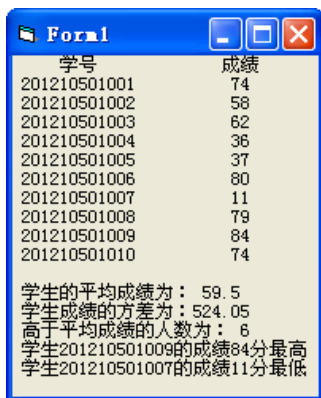 Form1
学号 成绩
201210501001 74
201210501002 58
201210501003 62
201210501004 36
201210501005 37
201210501006 80
201210501007 11
201210501008 79
201210501009 84
201210501010 74
学生的平均成绩为： 59.5
学生成绩的方差为：524.05
高于平均成绩的人数为： 6
学生201210501009的成绩84分最高
学生201210501007的成绩11分最低